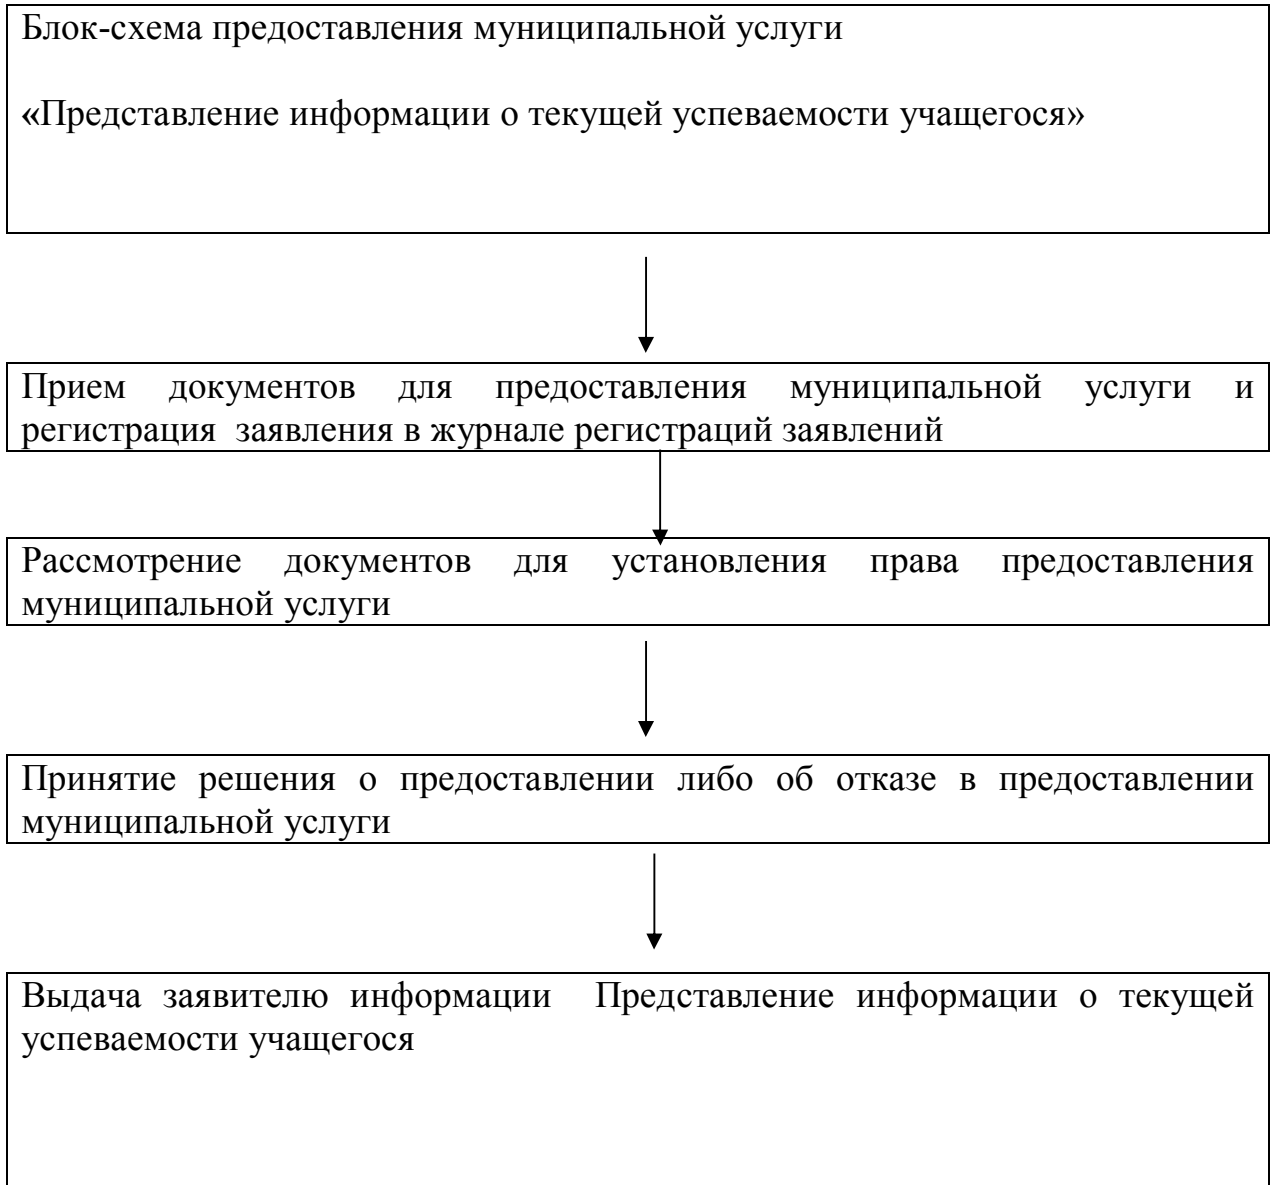 Блок-схема предоставления муниципальной услуги
«Представление информации о текущей успеваемости учащегося»
Прием документов для предоставления муниципальной услуги и
регистрация заявления в журнале регистраций заявлений
Рассмотрение документов для установления права предоставления
муниципальной услуги
Принятие решения о предоставлении либо об отказе в предоставлении
муниципальной услуги
Выдача заявителю информации Представление информации о текущей
успеваемости учащегося